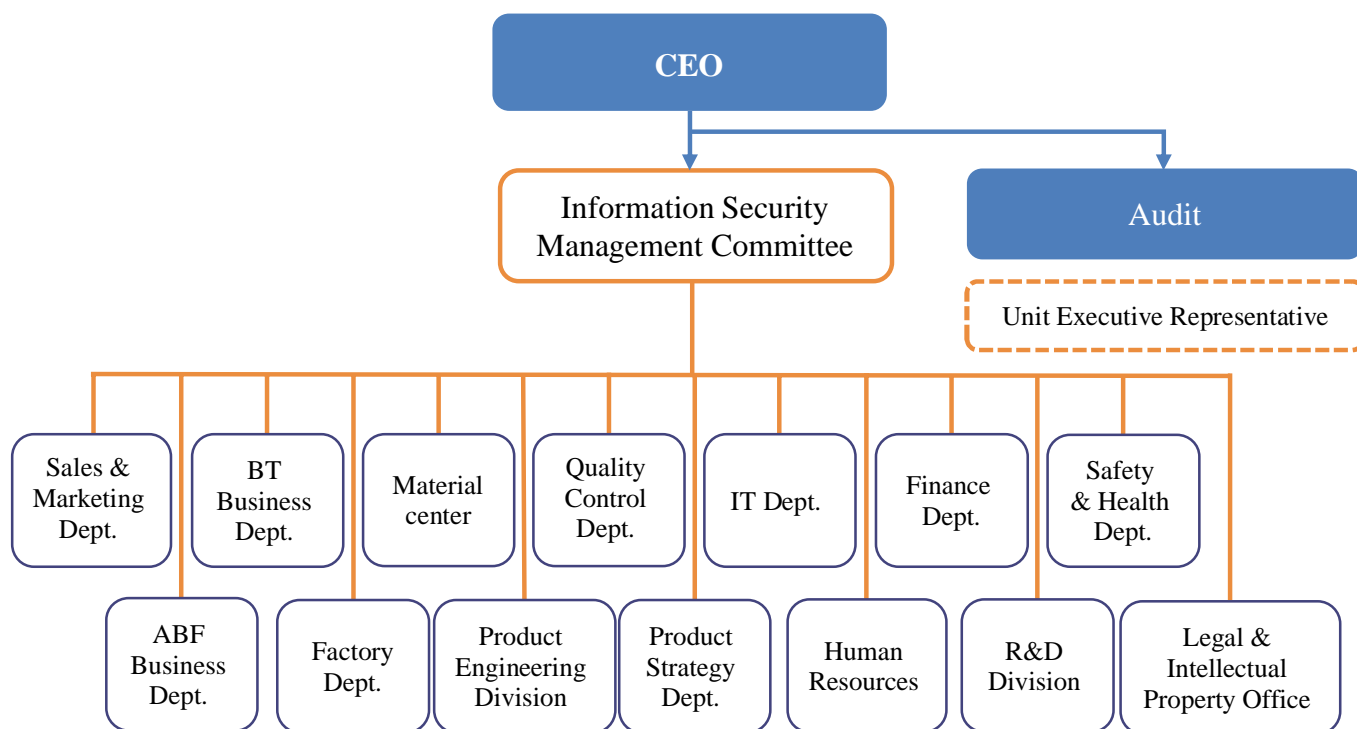 CEO
Information Security
Management Committee
Audit
Unit Executive Representative
Sales &
Marketing
Dept.
BT
Business
Dept.
Material
center
Quality
Control
Dept.
IT Dept.
Finance
Dept.
Safety
& Health
Dept.
ABF
Business
Dept.
Factory
Dept.
Product
Engineering
Division
Product
Strategy
Dept.
Human
Resources
R&D
Division
Legal &
Intellectual
Property Office